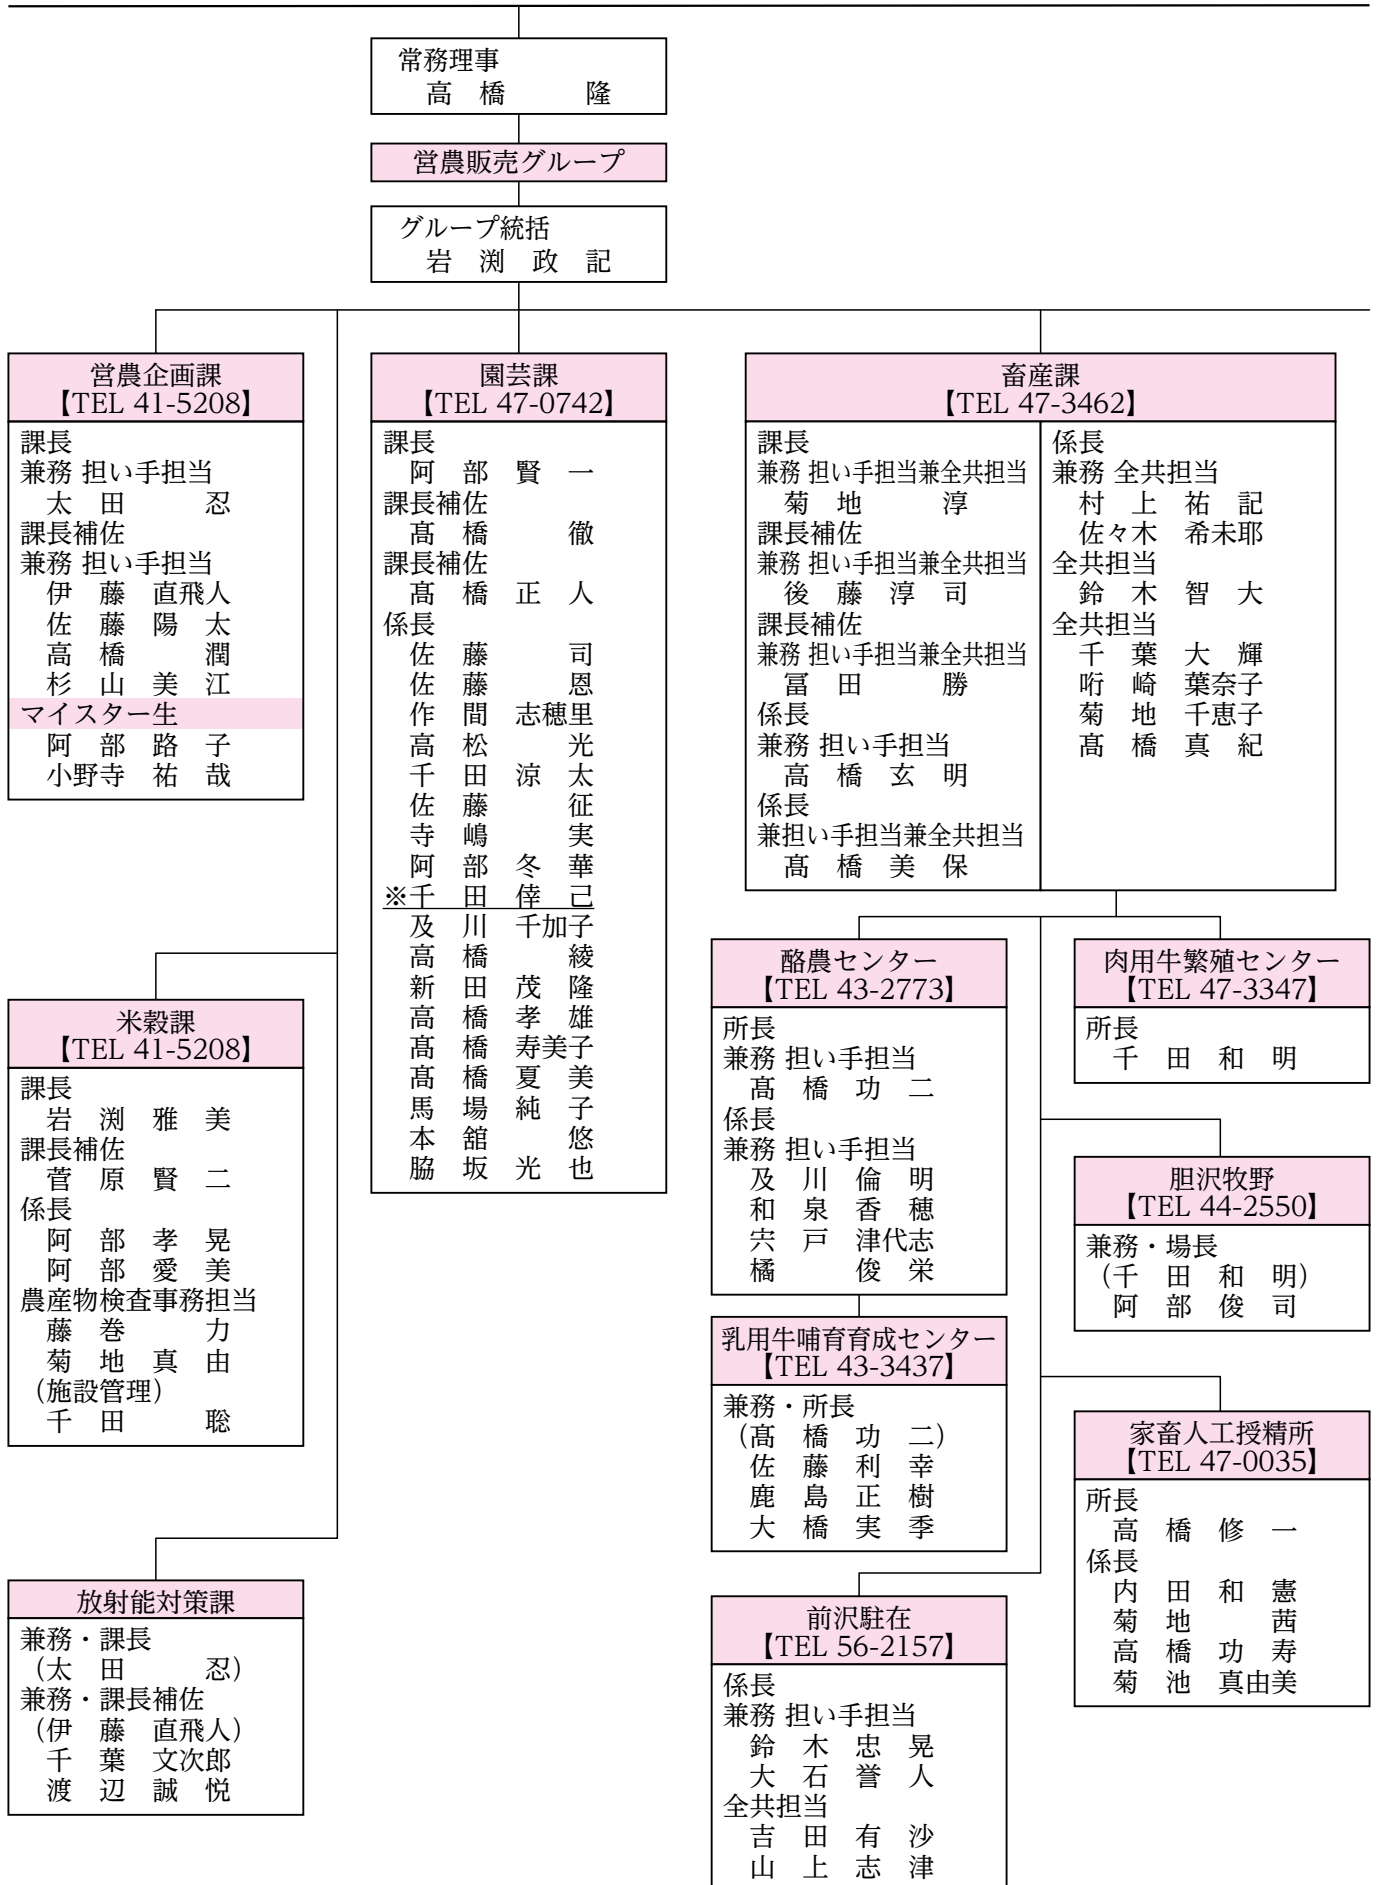 常務理事
高橋 隆
営農販売グループ
グループ統括
岩渕政記
営農企画課
【TEL 41-5208】
課長
兼務 担い手担当
太田 忍
課長補佐
兼務 担い手担当
伊藤直飛人
佐藤陽太
高橋 潤
杉山美江
マイスター生
阿部路子
小野寺祐哉
米穀課
【TEL 41-5208】
課長
岩渕雅美
課長補佐
菅原賢二
係長
阿部孝晃
阿部愛美
農産物検査事務担当
藤巻 力
菊地真由
（施設管理）
千田 聡
放射能対策課
兼務・課長
（太田 忍）
兼務・課長補佐
（伊藤直飛人）
千葉文次郎
渡辺誠悦
園芸課
【TEL 47-0742】
課長
阿部賢一
課長補佐
髙橋 徹
課長補佐
髙橋正人
係長
佐藤 司
佐藤 恩
作間志穂里
高松 光
千田涼太
佐藤 征
寺嶋 実
阿部冬華
※千田倖己
及川千加子
高橋 綾
新田茂隆
高橋孝雄
髙橋寿美子
髙橋夏美
馬場純子
本舘 悠
脇坂光也
畜産課
【TEL 47-3462】
課長
兼務 担い手担当兼全共担当
菊地 淳
課長補佐
兼務 担い手担当兼全共担当
後藤淳司
課長補佐
兼務 担い手担当兼全共担当
冨田 勝
係長
兼務 担い手担当
高橋玄明
係長
兼担い手担当兼全共担当
髙橋美保
係長
兼務 全共担当
村上祐記
佐々木希未耶
全共担当
鈴木智大
全共担当
千葉大輝
哘崎葉奈子
菊地千恵子
髙橋真紀
酪農センター
【TEL 43-2773】
所長
兼務 担い手担当
髙橋功二
係長
兼務 担い手担当
及川倫明
和泉香穂
宍戸津代志
橘 俊栄
乳用牛哺育育成センター
【TEL 43-3437】
兼務・所長
（髙橋功二）
佐藤利幸
鹿島正樹
大橋実季
前沢駐在
【TEL 56-2157】
係長
兼務 担い手担当
鈴木忠晃
大石誉人
全共担当
吉田有沙
山上志津
肉用牛繁殖センター
【TEL 47-3347】
所長
千田和明
胆沢牧野
【TEL 44-2550】
兼務・場長
（千田和明）
阿部俊司
家畜人工授精所
【TEL 47-0035】
所長
高橋修一
係長
内田和憲
菊地 茜
高橋功寿
菊池真由美